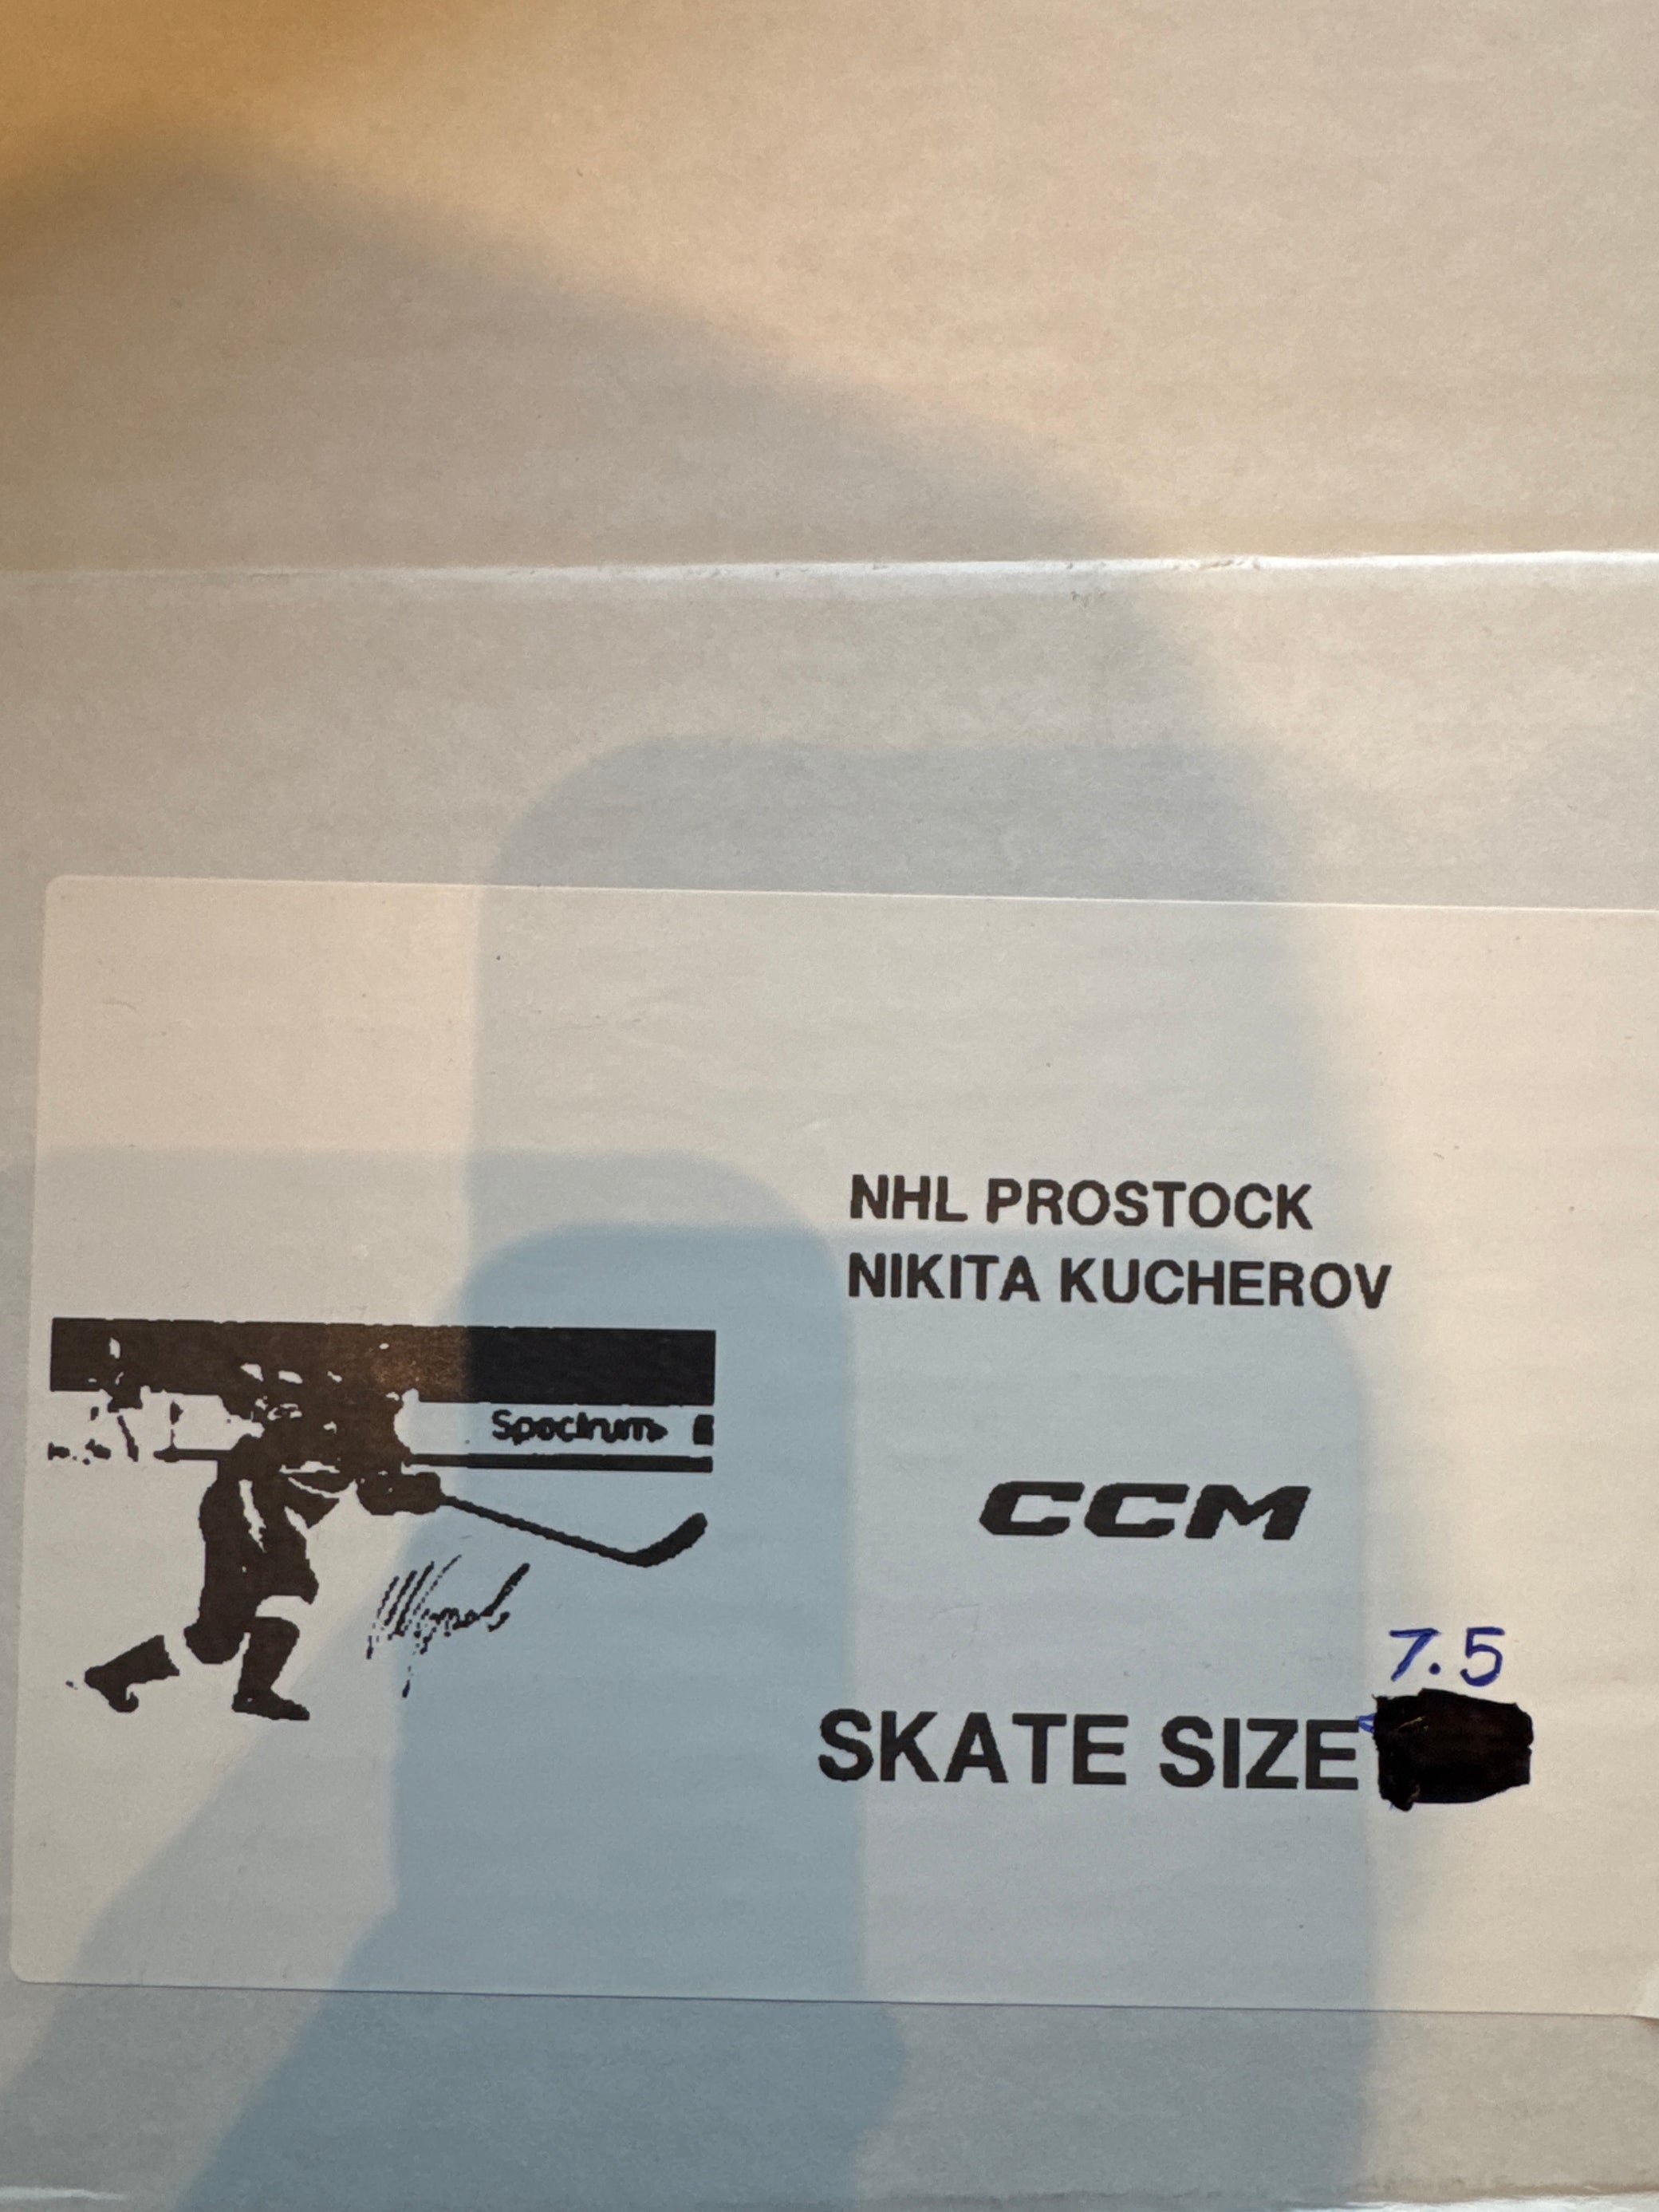 NHL PROSTOCK
NIKITA KUCHEROV
Spectrum
CCM
7.5
SKATE SIZE